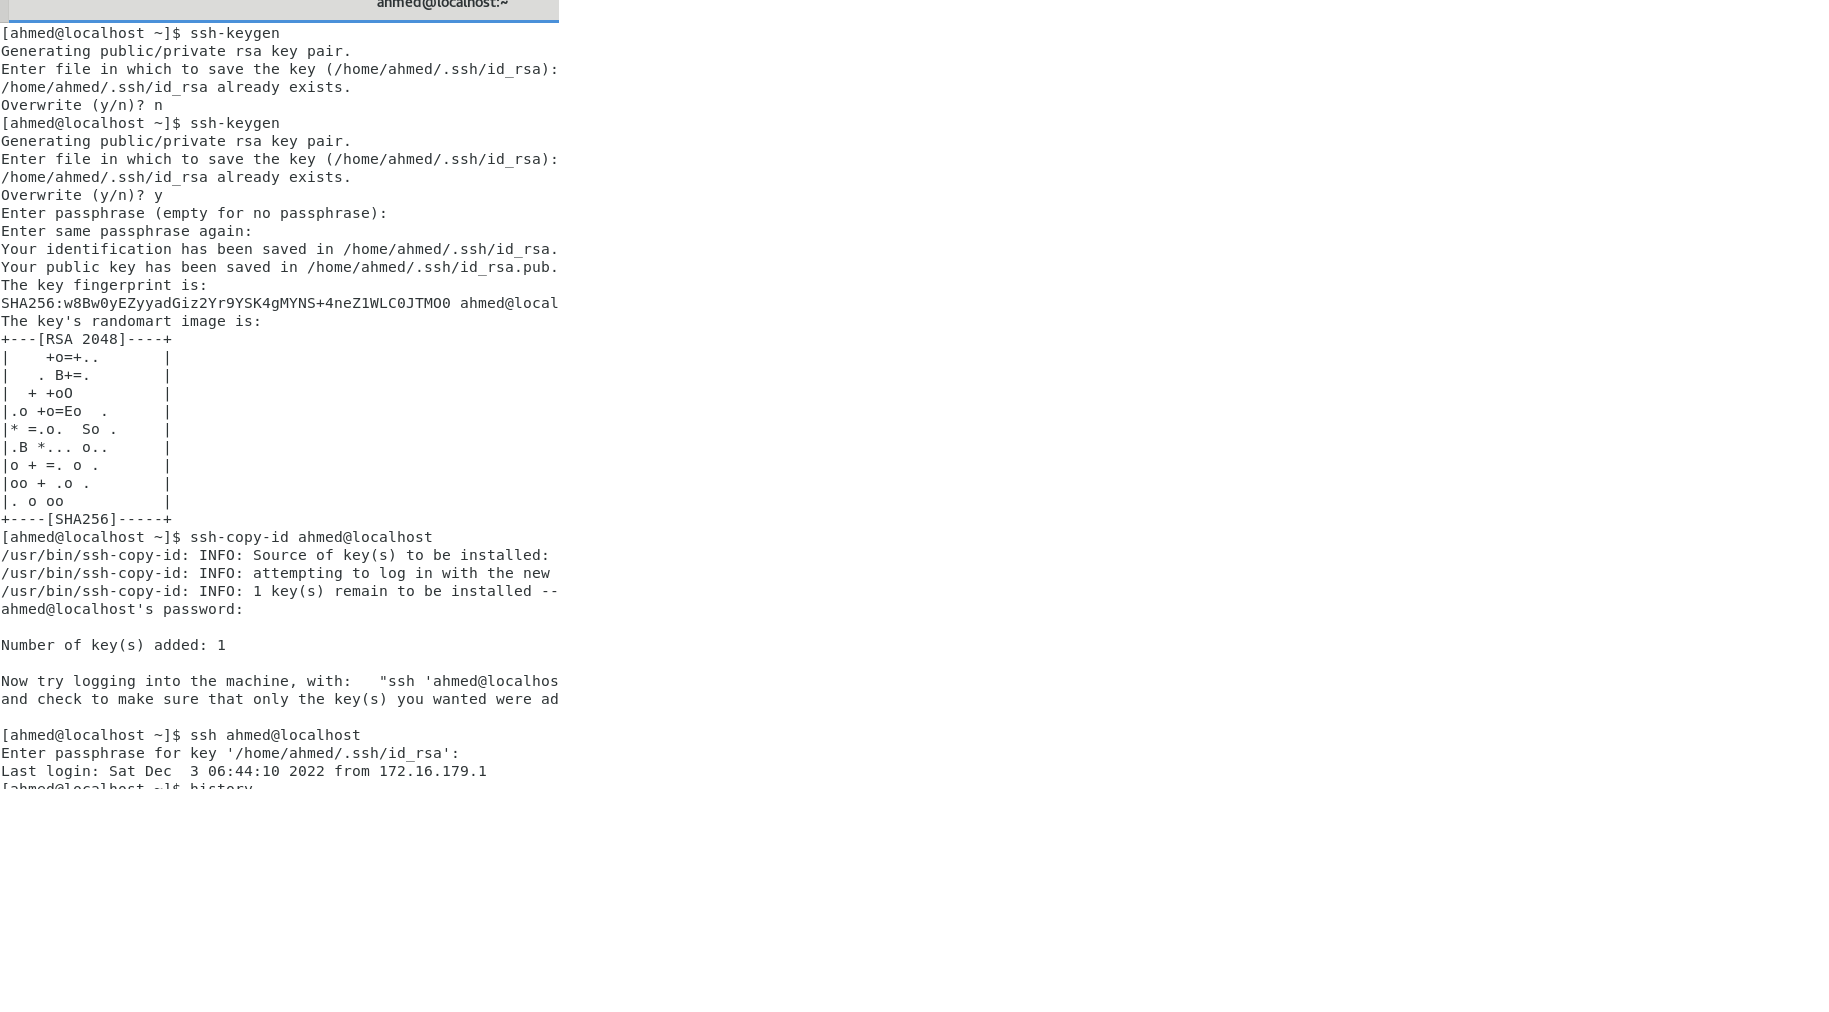 ahmed@localhost:~
[ahmed@localhost ~]$ ssh-keygen
Generating public/private rsa key pair.
Enter file in which to save the key (/home/ahmed/.ssh/id_rsa):
/home/ahmed/.ssh/id_rsa already exists.
Overwrite (y/n)? n
[ahmed@localhost ~]$ ssh-keygen
Generating public/private rsa key pair.
Enter file in which to save the key (/home/ahmed/.ssh/id_rsa):
/home/ahmed/.ssh/id_rsa already exists.
Overwrite (y/n)? y
Enter passphrase (empty for no passphrase):
Enter same passphrase again:
Your identification has been saved in /home/ahmed/.ssh/id_rsa.
Your public key has been saved in /home/ahmed/.ssh/id_rsa.pub.
The key fingerprint is:
SHA256:w8Bw0yEZyyadGiz2Yr9YSK4gMYNS+4neZ1WLC0JTMO0 ahmed@local
The key's randomart image is:
+---[RSA 2048]----+
|    +o=+..       |
|   . B+=.        |
|  + +oO          |
|.o +o=Eo  .      |
|* =.o.  So .     |
|.B *... o..      |
|o + =. o .       |
|oo + .o .        |
|. o oo           |
+----[SHA256]-----+
[ahmed@localhost ~]$ ssh-copy-id ahmed@localhost
/usr/bin/ssh-copy-id: INFO: Source of key(s) to be installed:
/usr/bin/ssh-copy-id: INFO: attempting to log in with the new
/usr/bin/ssh-copy-id: INFO: 1 key(s) remain to be installed --
ahmed@localhost's password:
Number of key(s) added: 1
Now try logging into the machine, with:   "ssh 'ahmed@localhos
and check to make sure that only the key(s) you wanted were ad
[ahmed@localhost ~]$ ssh ahmed@localhost
Enter passphrase for key '/home/ahmed/.ssh/id_rsa':
Last login: Sat Dec  3 06:44:10 2022 from 172.16.179.1
[ahmed@localhost ~]$ history